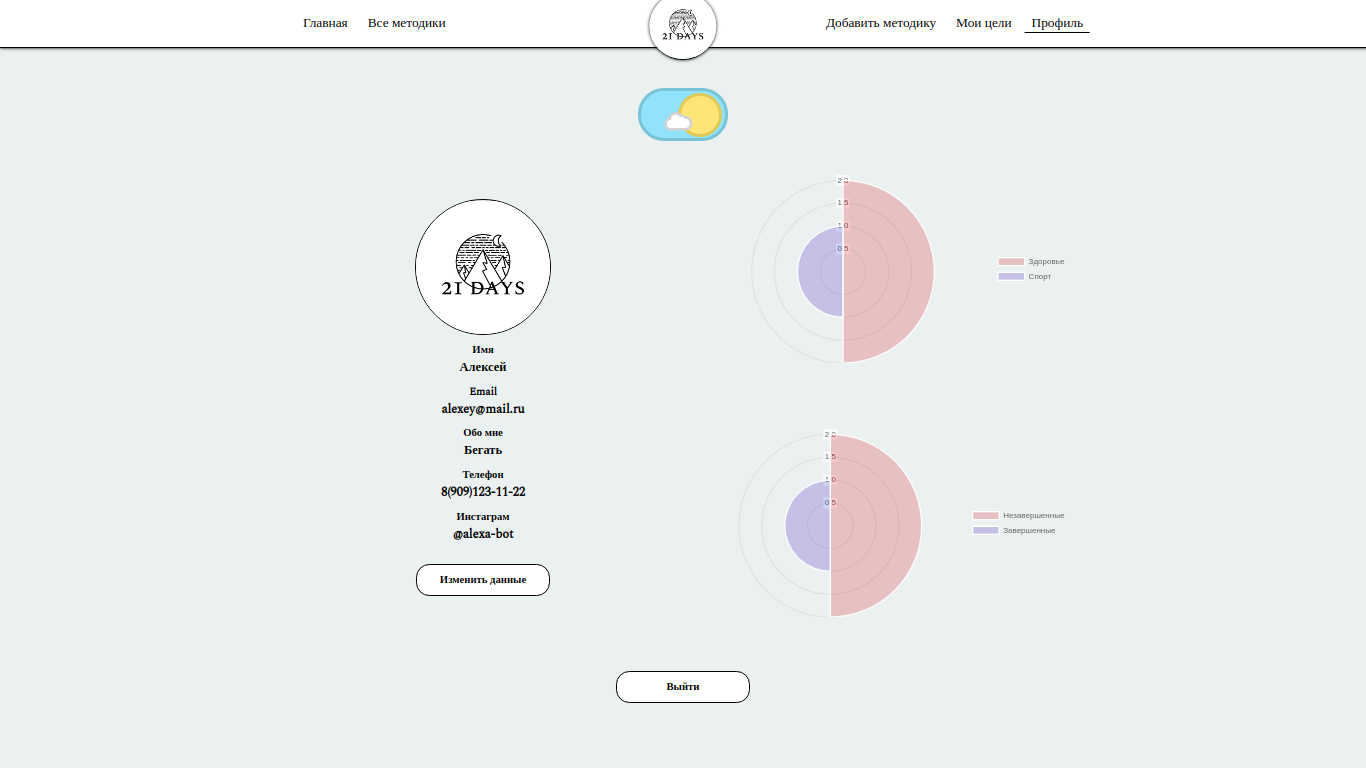 Главная
Все методики
21 DAYS
Добавить методику
Мои цели
Профиль
21 DAYS
Имя
Алексей
Email
alexey@mail.ru
Обо мне
Бегать
Телефон
8(909)123-11-22
Инстаграм
@alexa-bot
Изменить данные
2.0
1.5
1.0
0.5
Здоровье
Спорт
2.0
1.5
1.0
0.5
Незавершенные
Завершенные
Выйти